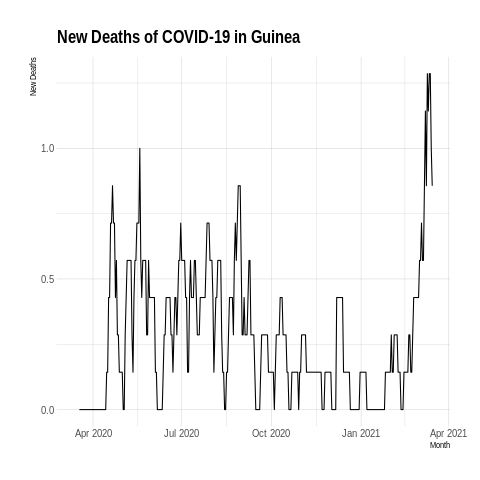 New Deaths of COVID-19 in Guinea
New Deaths
1.0
0.5
0.0
Apr 2020
Jul 2020
Oct 2020
Jan 2021
Apr 2021
Month